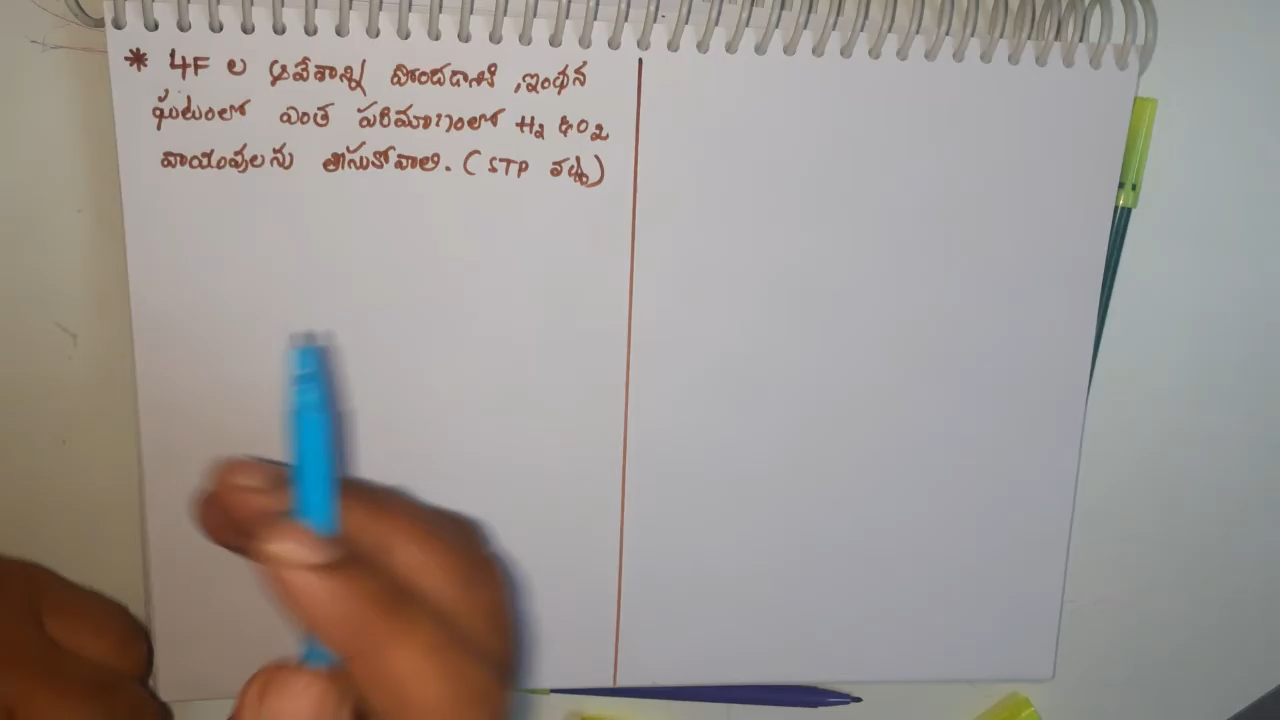 * 4F ల ఆవేశాన్ని పొందడానికి , ఇంధన
ఘటంలో ఎంత పరిమాణంలో H₂ & O₂
వాయువులను తీసుకోవాలి. ( STP వద్ద )